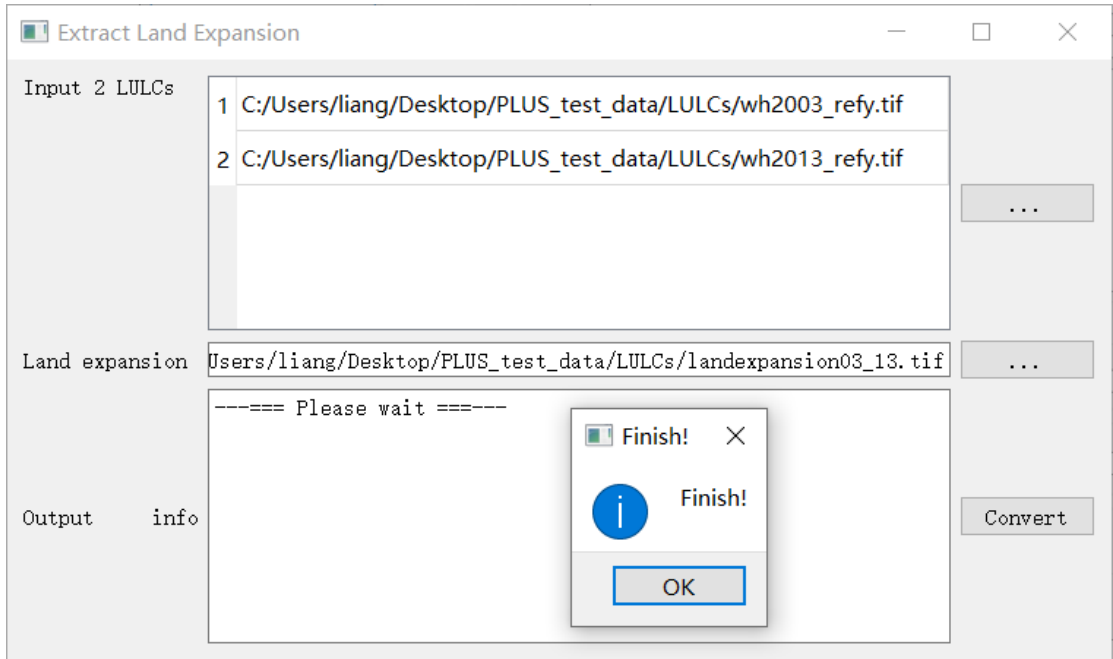 Extract Land Expansion
Input 2 LULCs
1 C:/Users/liang/Desktop/PLUS_test_data/LULCs/wh2003_refy.tif
2 C:/Users/liang/Desktop/PLUS_test_data/LULCs/wh2013_refy.tif
...
Land expansion Users/liang/Desktop/PLUS_test_data/LULCs/landexpansion03_13.tif ...
---=== Please wait ===---
Finish!
Finish!
OK
Output info
Convert